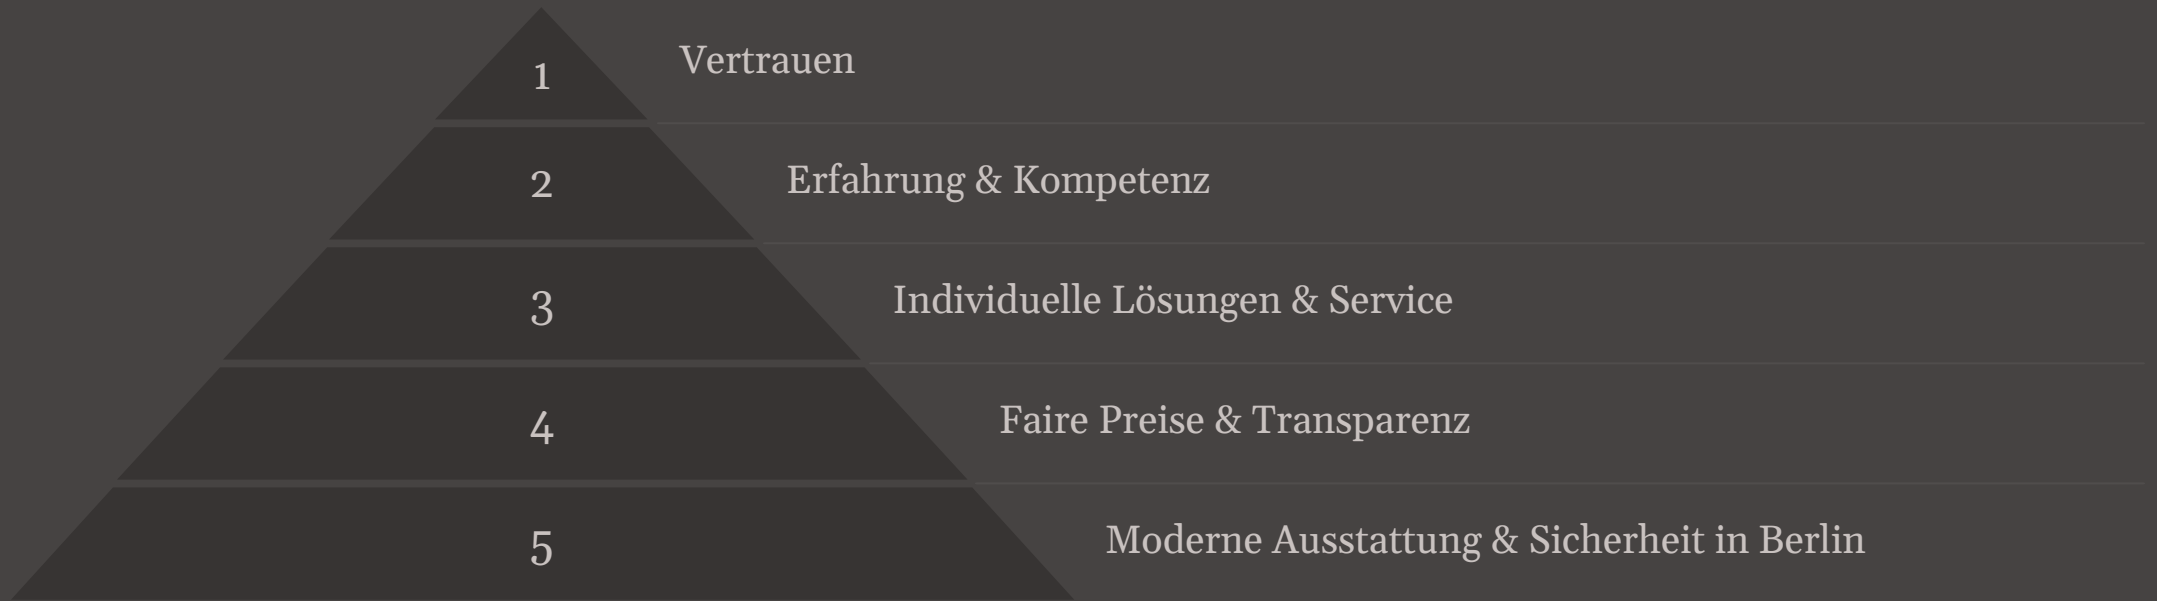 1 Vertrauen
2 Erfahrung & Kompetenz
3 Individuelle Lösungen & Service
4 Faire Preise & Transparenz
5 Moderne Ausstattung & Sicherheit in Berlin